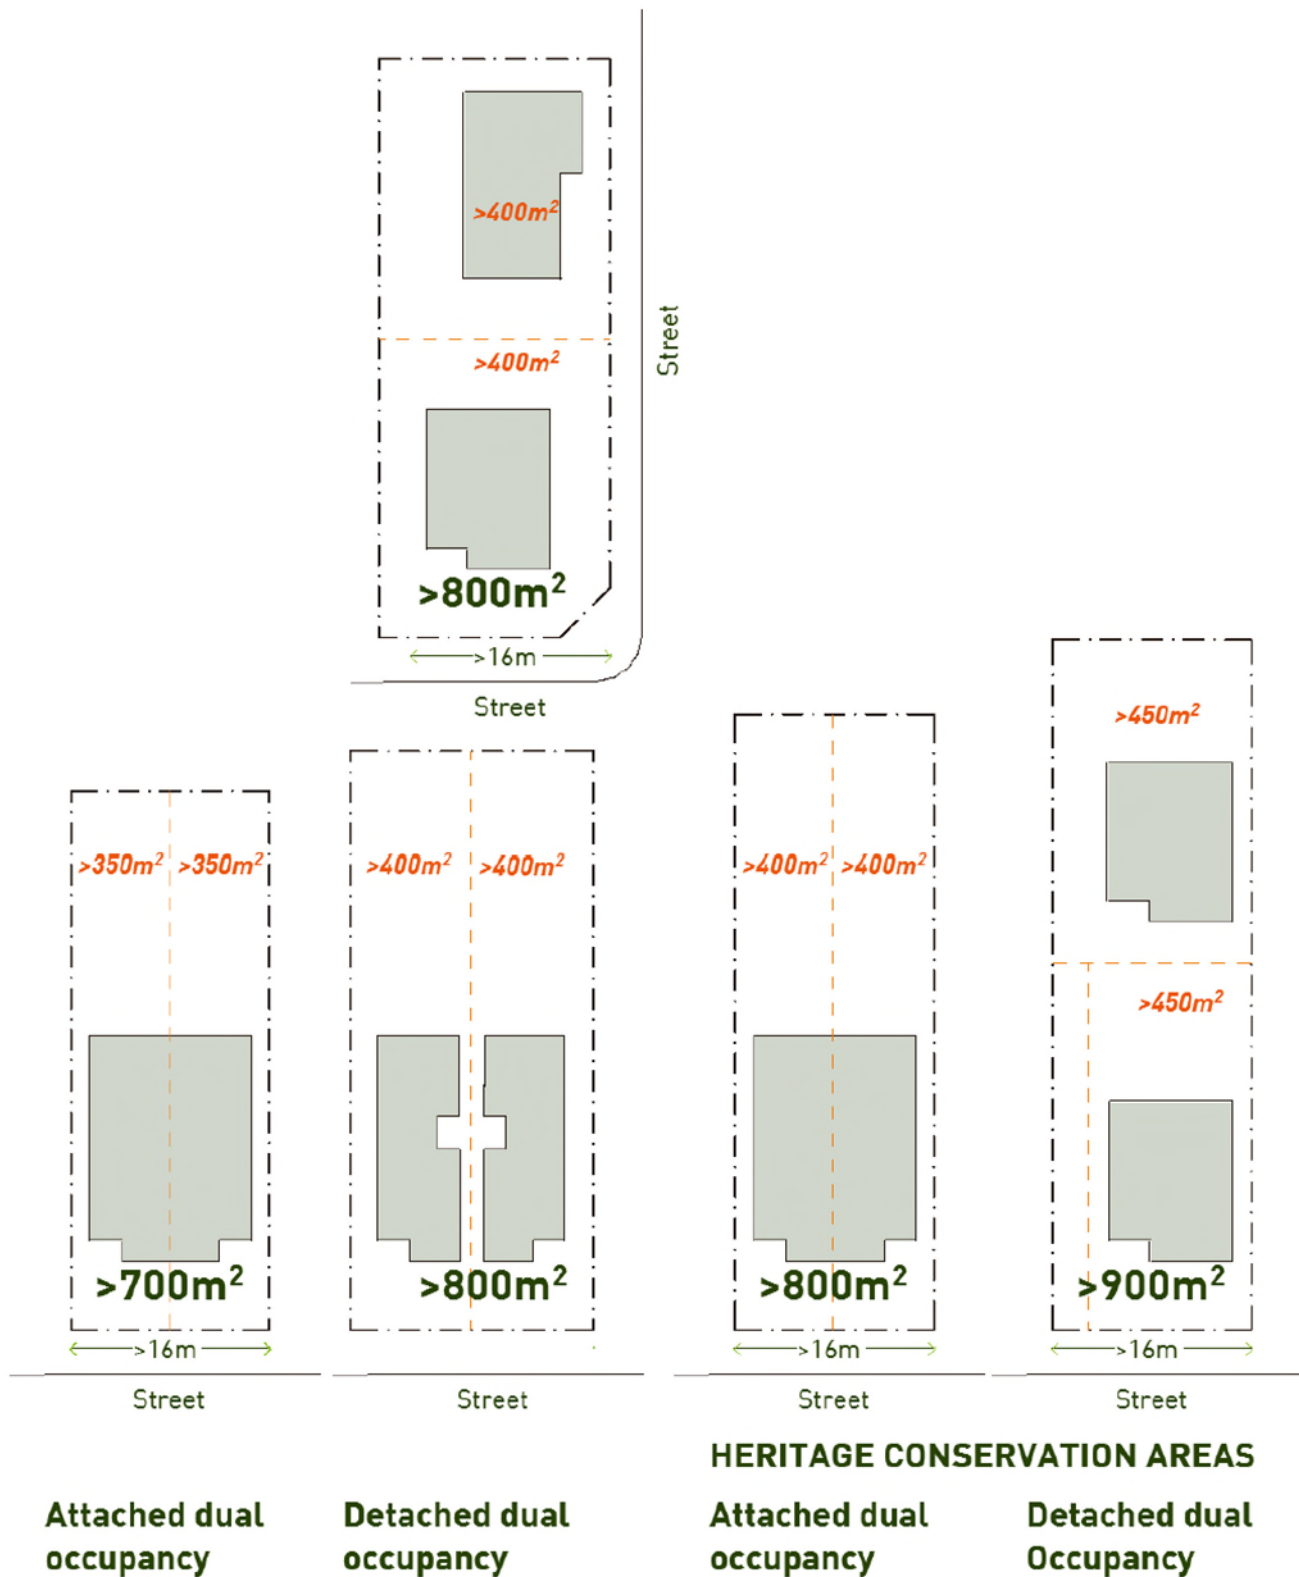 >400m²
Street
>400m²
>800m²
>16m
Street
>350m² >350m²
>700m²
>16m
Street
>400m² >400m²
>800m²
Street
>400m² >400m²
>800m²
>16m
Street
>450m²
>450m²
>900m²
>16m
Street
HERITAGE CONSERVATION AREAS
Attached dual
occupancy
Detached dual
occupancy
Attached dual
occupancy
Detached dual
Occupancy